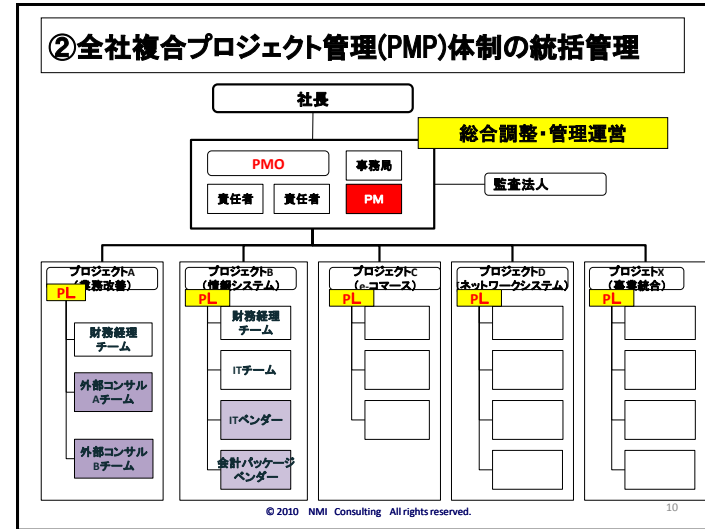 ②全社複合プロジェクト管理(PMP)体制の統括管理
社長
総合調整・管理運営
PMO
事務局
責任者
責任者
PM
監査法人
プロジェクトA
(業務改善)
PL
財務経理
チーム
外部コンサル
Aチーム
外部コンサル
Bチーム
プロジェクトB
(情報システム)
PL
財務経理
チーム
ITチーム
ITベンダー
会計パッケージ
ベンダー
プロジェクトC
(e-コマース)
PL
プロジェクトD
(ネットワークシステム)
PL
プロジェクトX
(事業統合)
PL
© 2010 NMI Consulting All rights reserved.
10